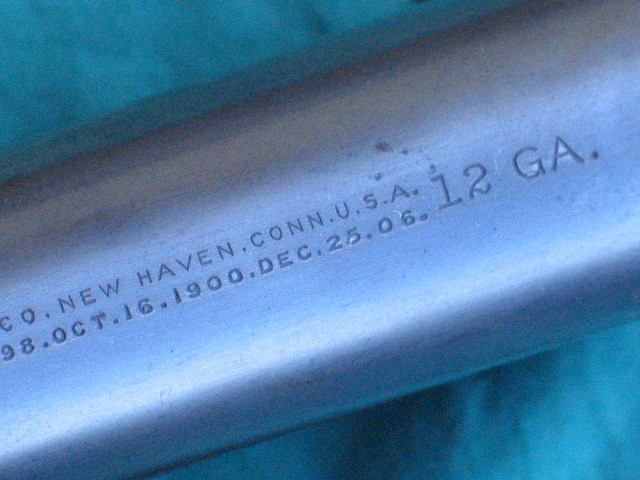 CO. NEW HAVEN. CONN. U.S.A. 12 GA.
98. OCT. 16. 1900. DEC. 25. 06.